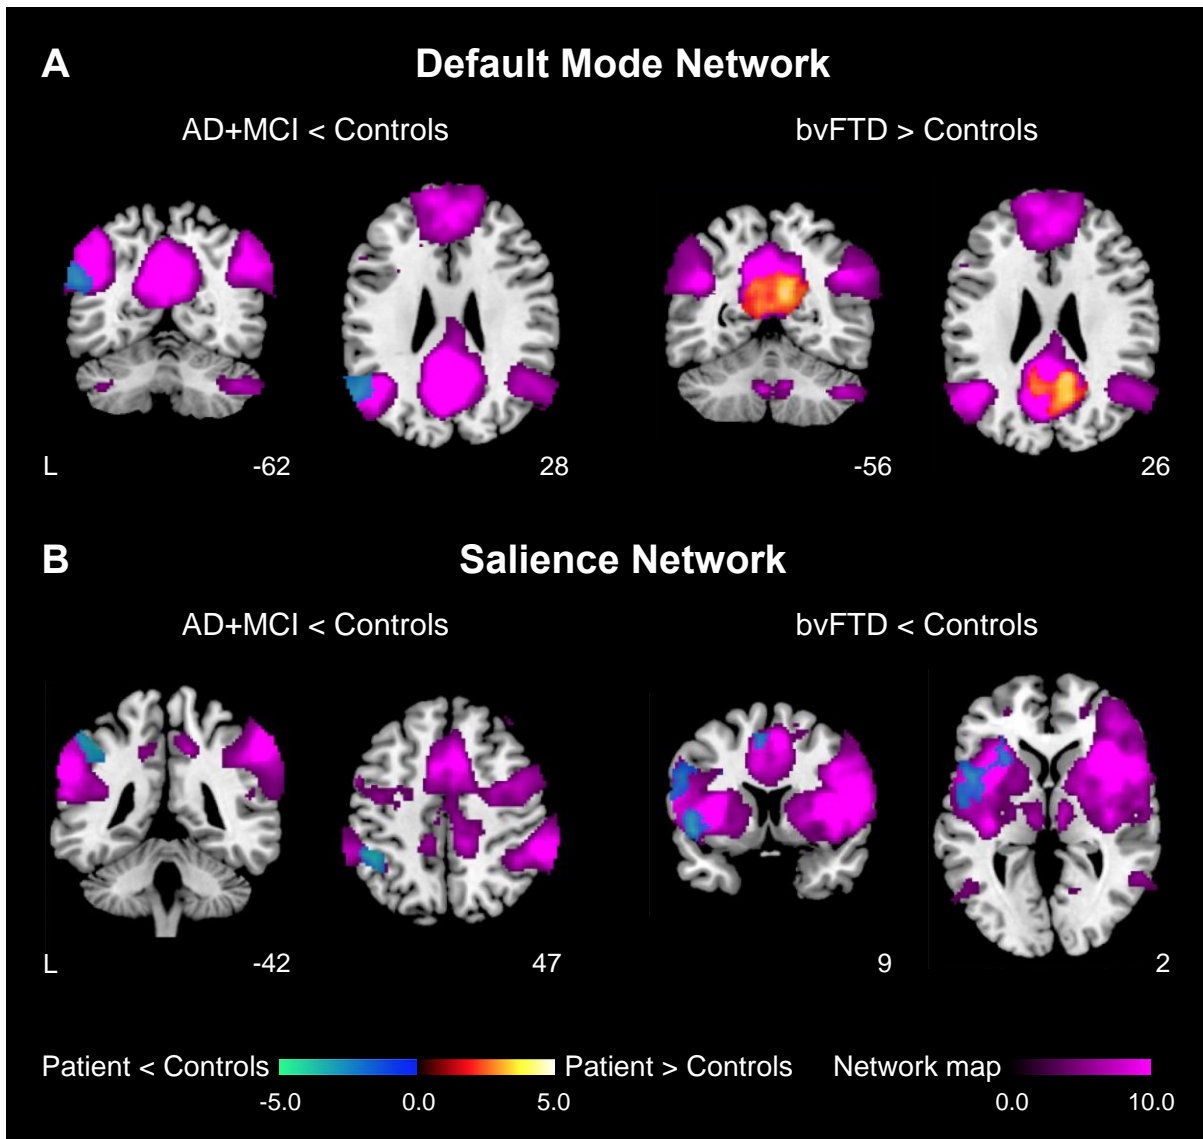 A
Default Mode Network
AD+MCI < Controls
bvFTD > Controls
L
-62
28
-56
26
B
Salience Network
AD+MCI < Controls
bvFTD < Controls
L
-42
47
9
2
Patient < Controls
Patient > Controls
Network map
-5.0
0.0
5.0
0.0
10.0